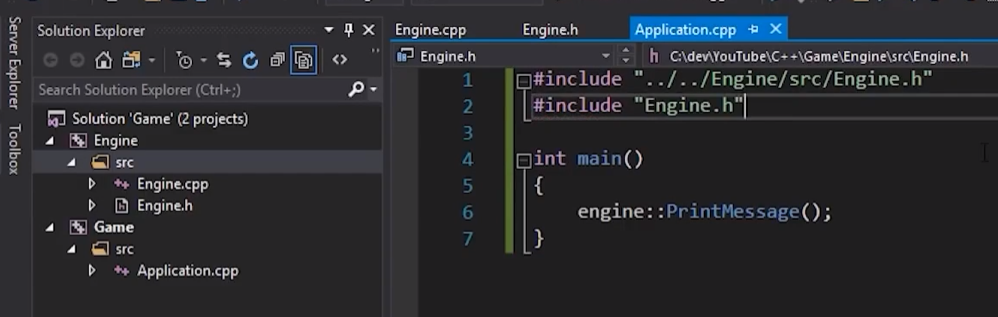 Server Explorer
Toolbox
Solution Explorer
Search Solution Explorer (Ctrl+;)
Solution 'Game' (2 projects)
Engine
src
Engine.cpp
Engine.h
Game
src
Application.cpp
Engine.cpp Engine.h Application.cpp
Engine.h C:\dev\YouTube\C++\Game\Engine\src\Engine.h
1 #include "../../Engine/src/Engine.h"
2 #include "Engine.h"
3
4 int main()
5 {
6 engine::PrintMessage();
7 }